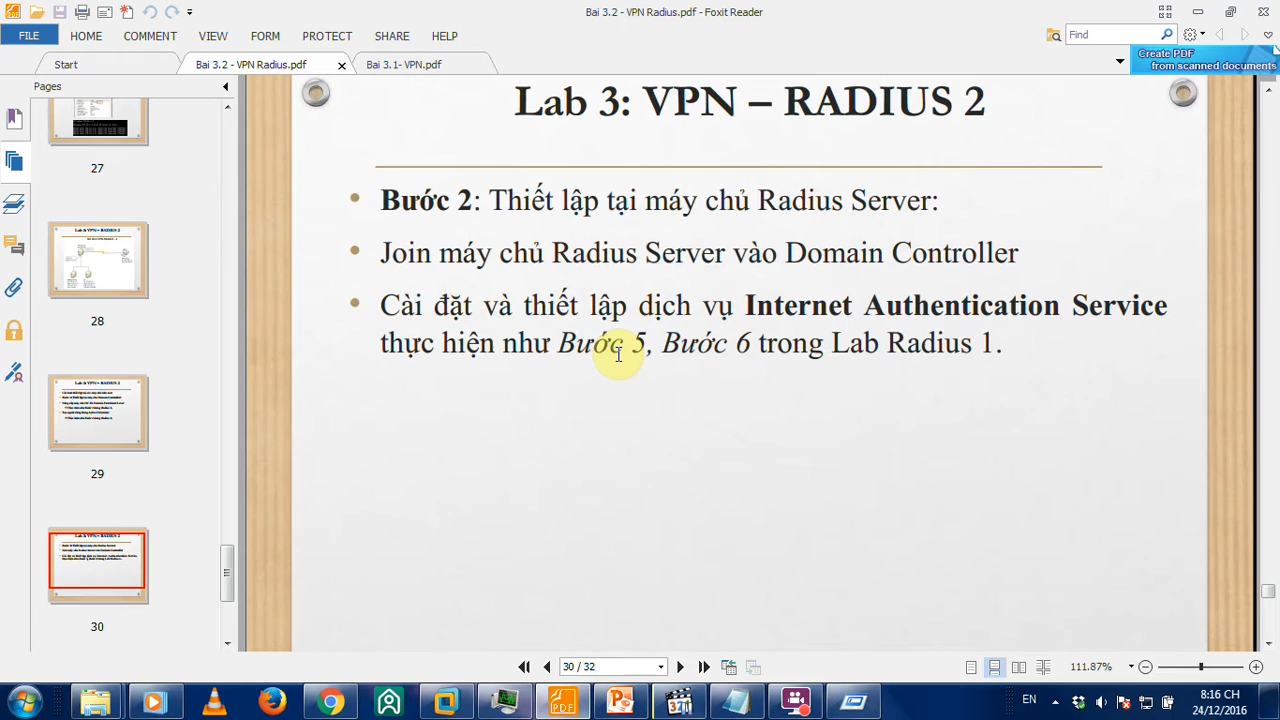 Bai 3.2 - VPN Radius.pdf - Foxit Reader
FILE HOME COMMENT VIEW FORM PROTECT SHARE HELP
Find
Start
Bai 3.2 - VPN Radius.pdf
Bai 3.1- VPN.pdf
Create PDF
from scanned documents
Pages
27
28
29
30
Lab 3: VPN – RADIUS 2
Bước 2: Thiết lập tại máy chủ Radius Server:
Join máy chủ Radius Server vào Domain Controller
Cài đặt và thiết lập dịch vụ Internet Authentication Service
thực hiện như Bước 5, Bước 6 trong Lab Radius 1.
30 / 32
111.87%
EN
8:16 CH
24/12/2016